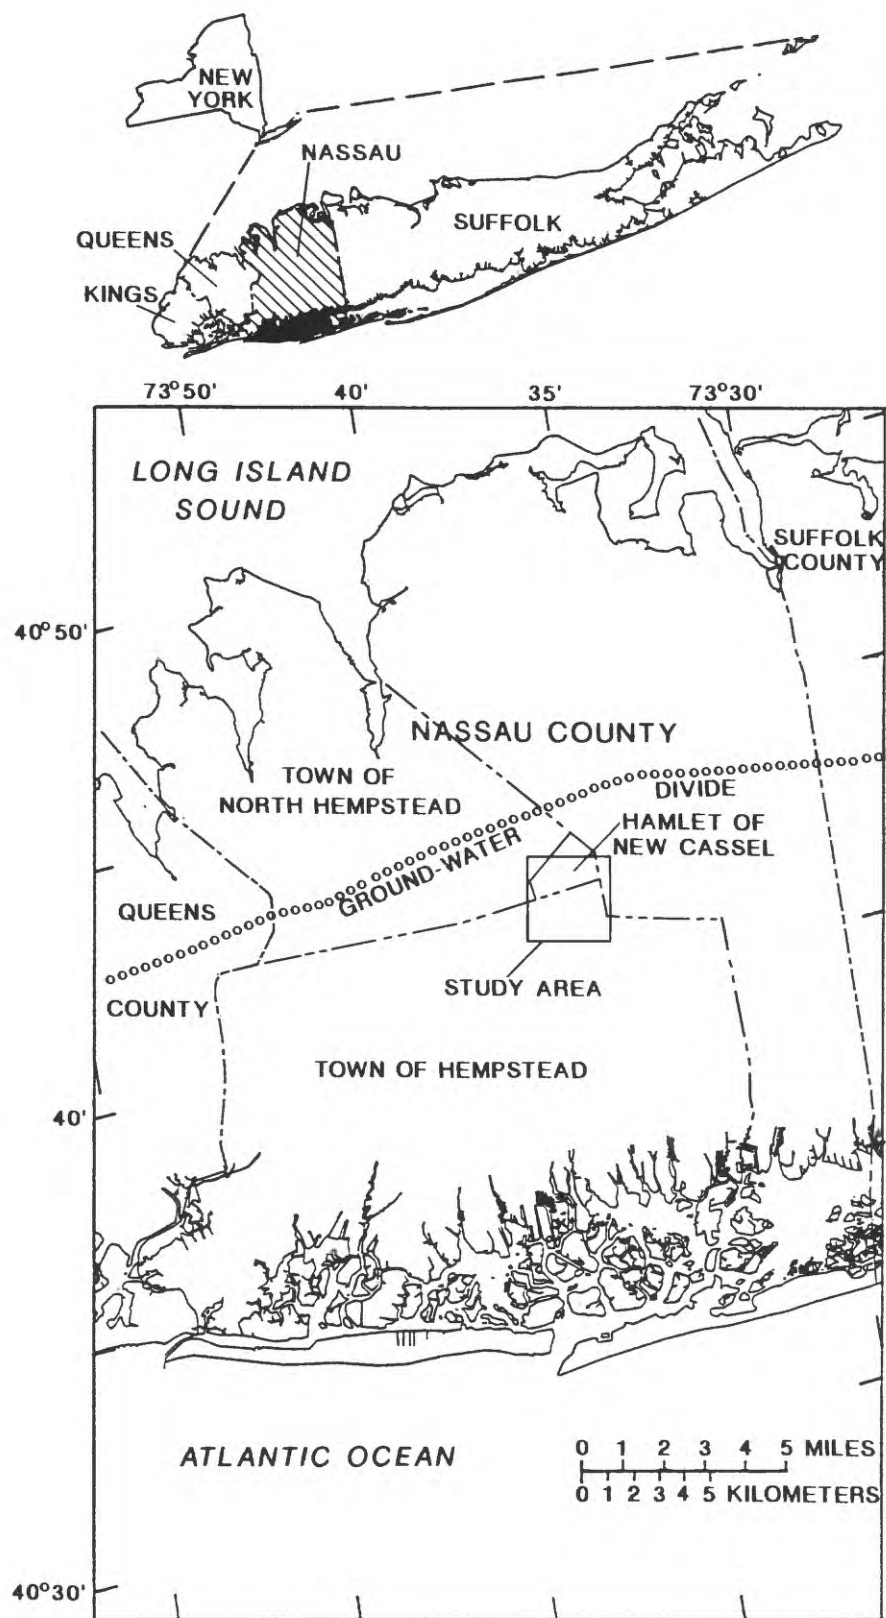 NEW
YORK
NASSAU
SUFFOLK
QUEENS
KINGS
73°50' 40' 35' 73°30'
LONG ISLAND
SOUND
SUFFOLK
COUNTY
40°50'
NASSAU COUNTY
TOWN OF
NORTH HEMPSTEAD
DIVIDE
HAMLET OF
NEW CASSEL
GROUND-WATER
QUEENS
STUDY AREA
COUNTY
TOWN OF HEMPSTEAD
40'
ATLANTIC OCEAN
0 1 2 3 4 5 MILES
0 1 2 3 4 5 KILOMETERS
40°30'